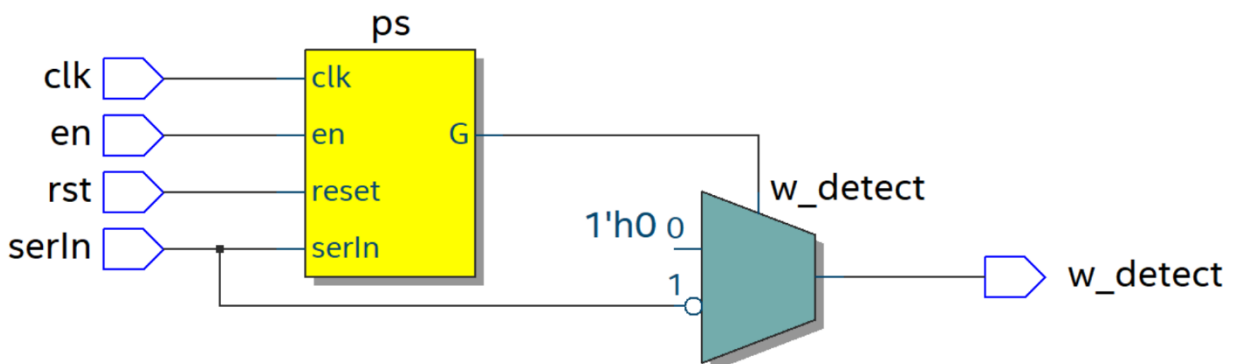 ps
clk
clk
en
en
G
rst
reset
w_detect
1'h0
0
serIn
serIn
1
w_detect